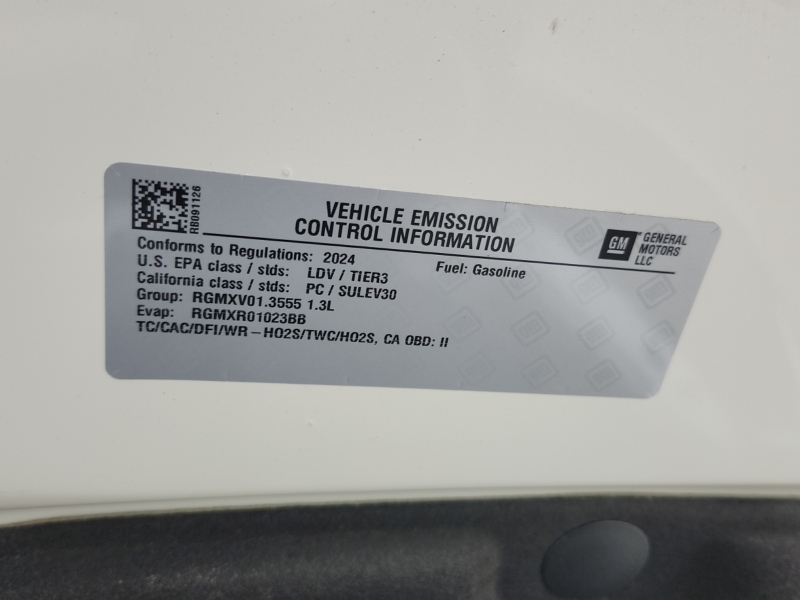 RB091126
VEHICLE EMISSION
CONTROL INFORMATION
GM
GENERAL
MOTORS
LLC
Conforms to Regulations: 2024
Fuel: Gasoline
U.S. EPA class / stds: LDV / TIER3
California class / stds: PC / SULEV30
Group: RGMXV01.3555 1.3L
Evap: RGMXR01023BB
TC/CAC/DFI/WR-HO2S/TWC/HO2S, CA OBD: II